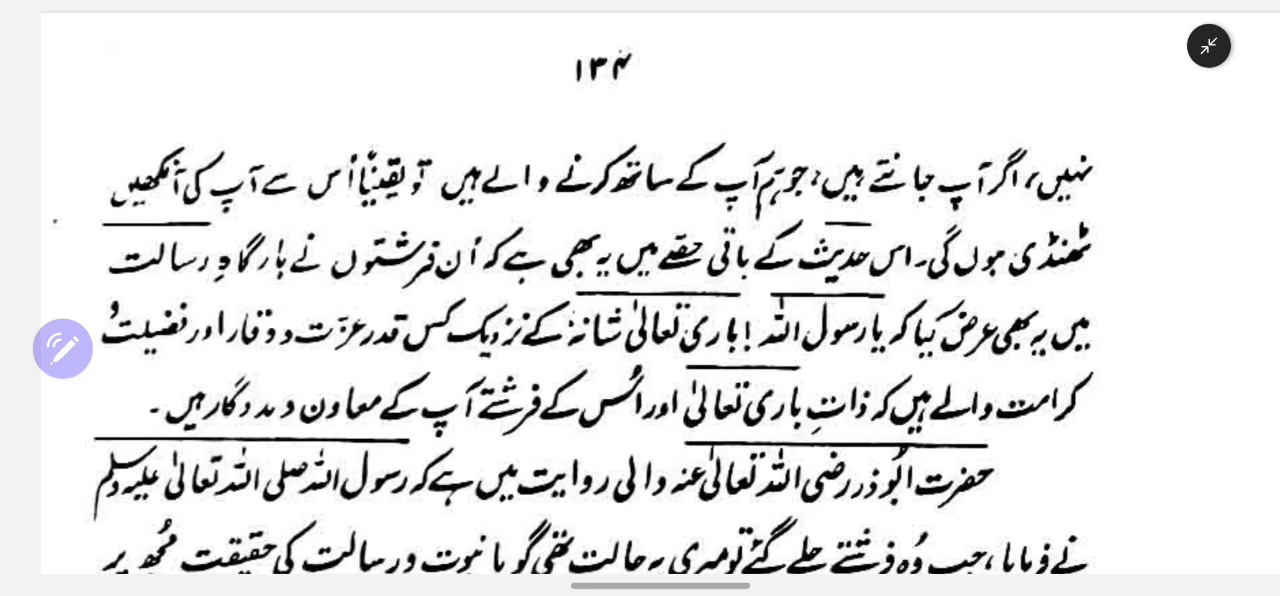 ۱۳۴
نہیں، اگر آپ جانتے ہیں، جو ہم آپ کے ساتھ کرنے والے ہیں تو یقیناً اُس سے آپ کی آنکھیں
ٹھنڈی ہوں گی۔ اس حدیث کے باقی حصّے میں یہ بھی ہے کہ اُن فرشتوں نے بارگاہِ رسالت
میں یہ بھی عرض کیا کہ یا رسول اللہ! باری تعالیٰ شانہٗ کے نزدیک کس قدر عزّت و وقار اور فضیلت و
کرامت والے ہیں کہ ذاتِ باری تعالیٰ اور اُس کے فرشتے آپ کے معاون و مددگار ہیں۔
حضرت ابُو ذر رضی اللہ تعالیٰ عنہ والی روایت میں ہے کہ رسول اللہ صلی اللہ تعالیٰ علیہ وسلم
نے فرمایا، جب وُہ فرشتے چلے گئے تو میری یہ حالت تھی گویا نبوت و رسالت کی حقیقت مجُھ پر